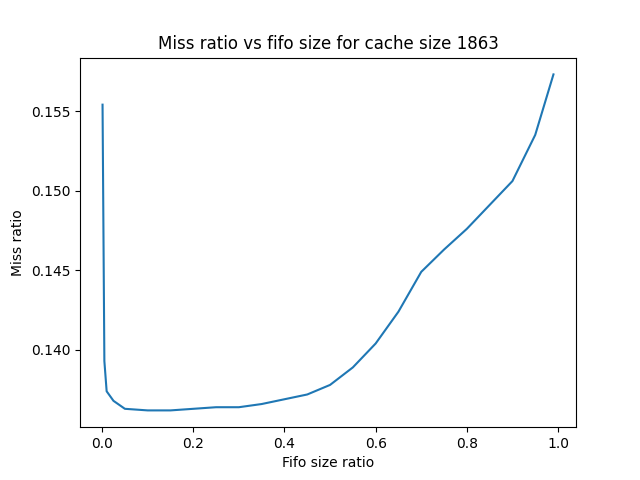 Miss ratio vs fifo size for cache size 1863
0.155
0.150
0.145
0.140
Miss ratio
0.0 0.2 0.4 0.6 0.8 1.0
Fifo size ratio